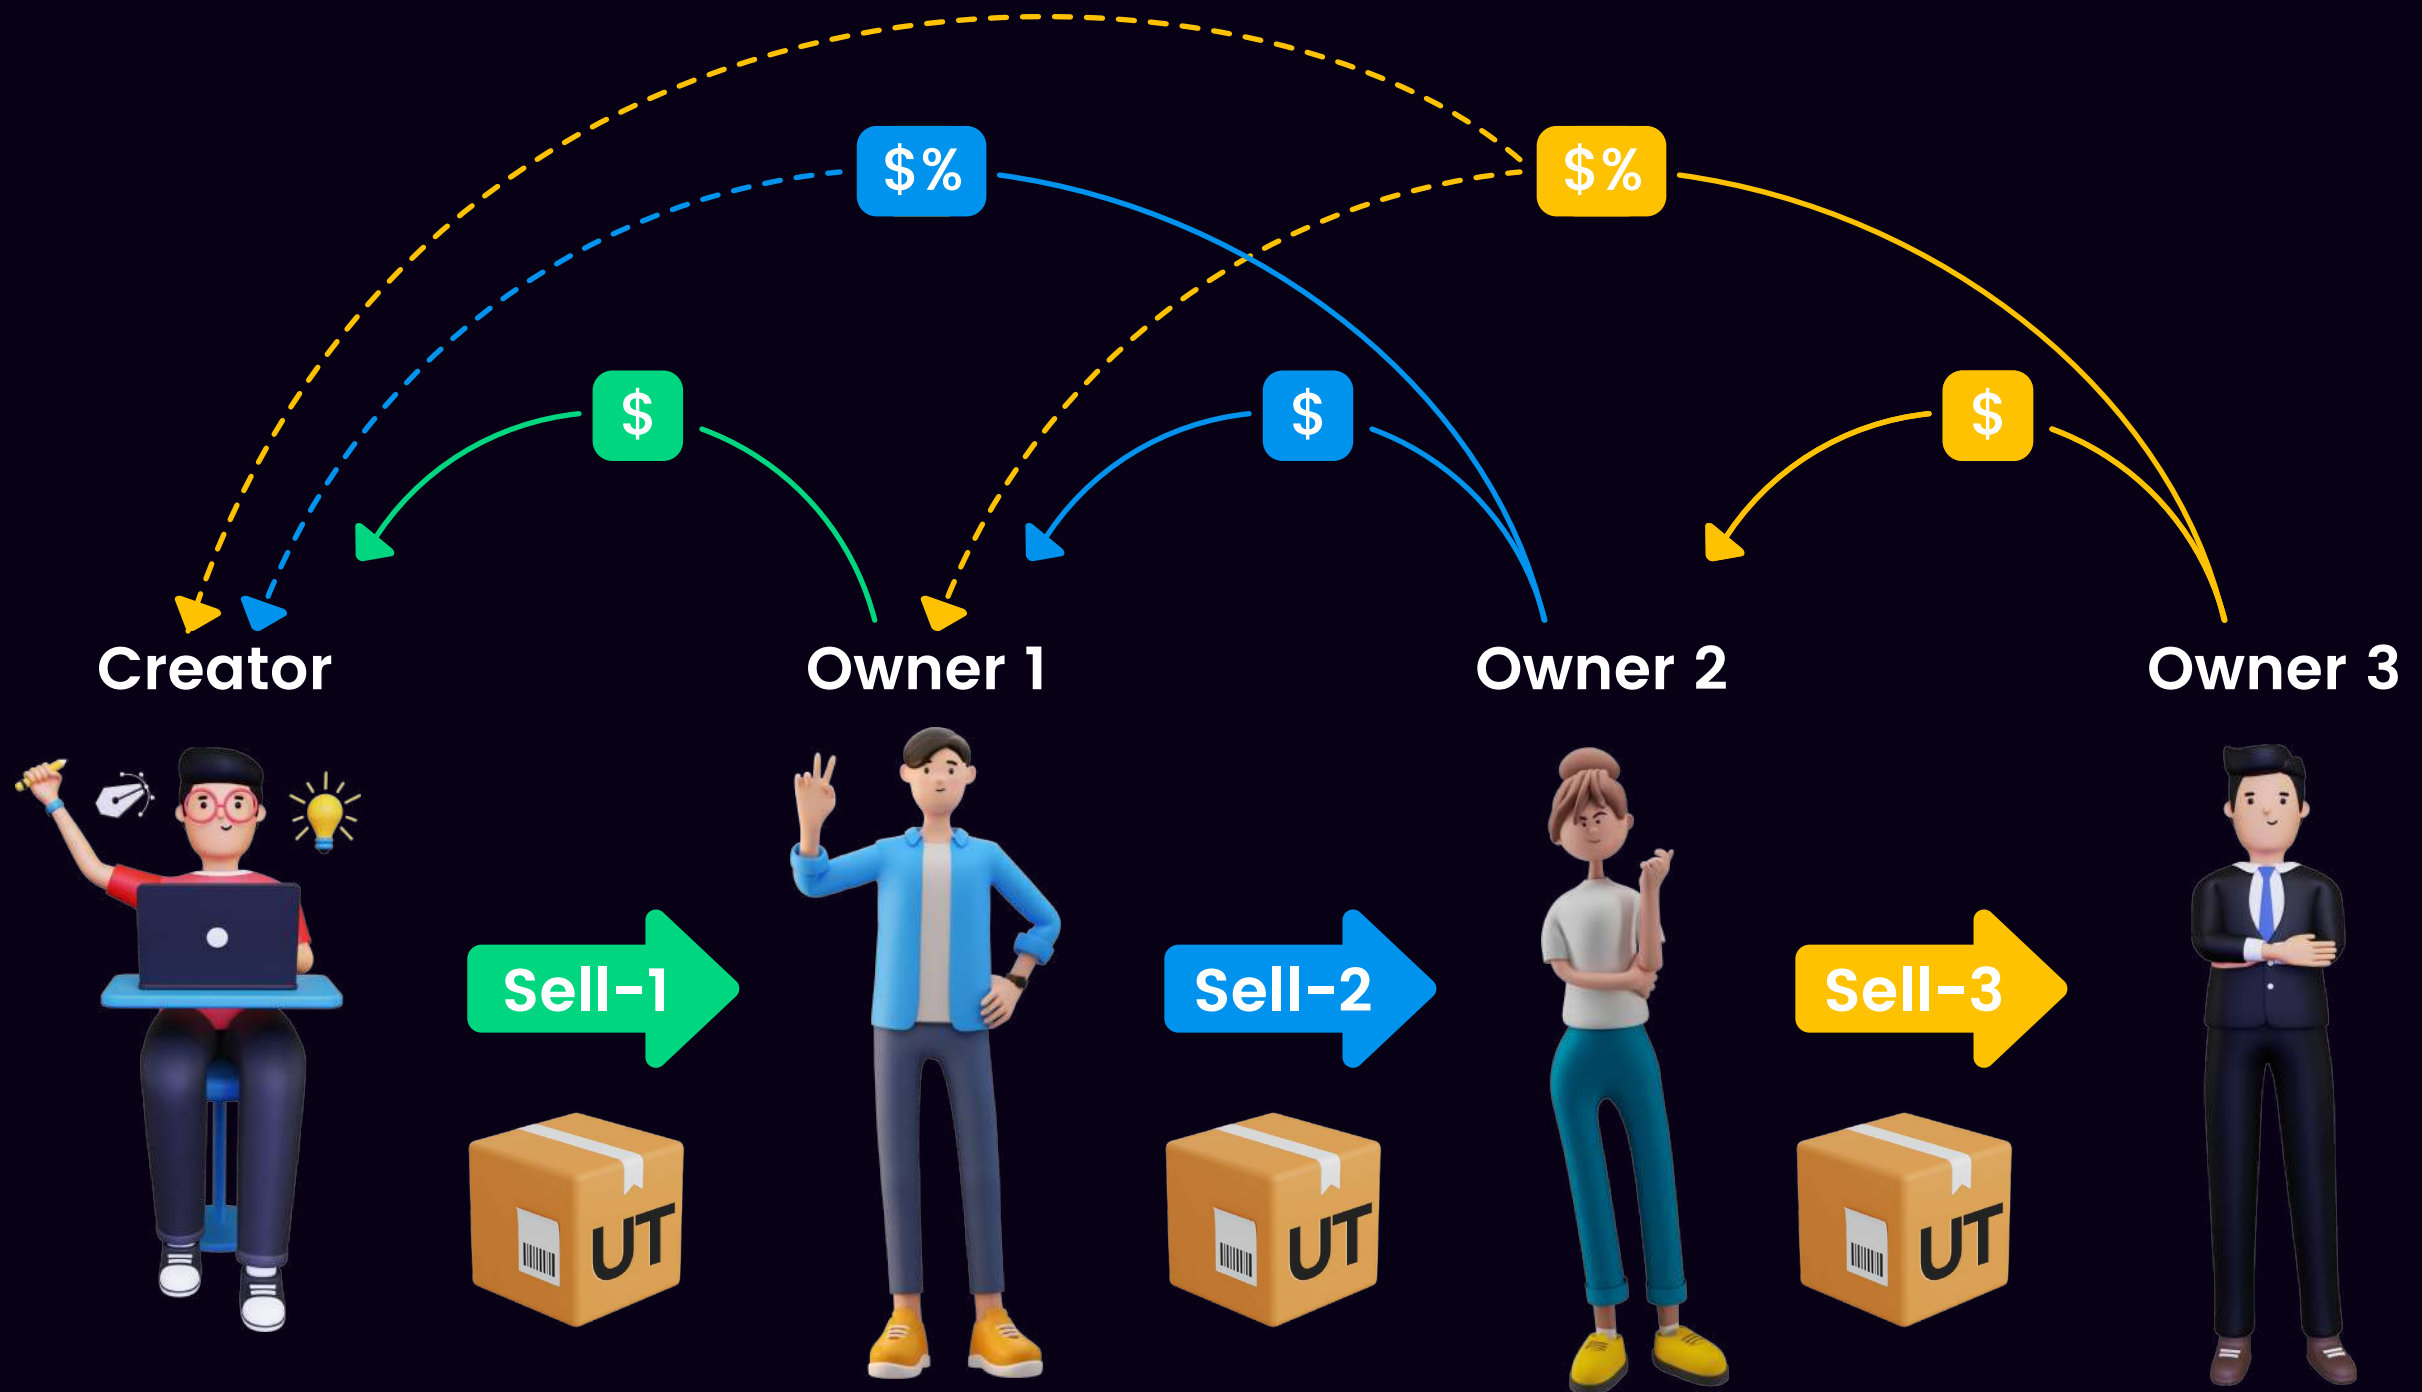 $%
$%
$
$
$
Creator
Owner 1
Owner 2
Owner 3
Sell-1
Sell-2
Sell-3
UT
UT
UT